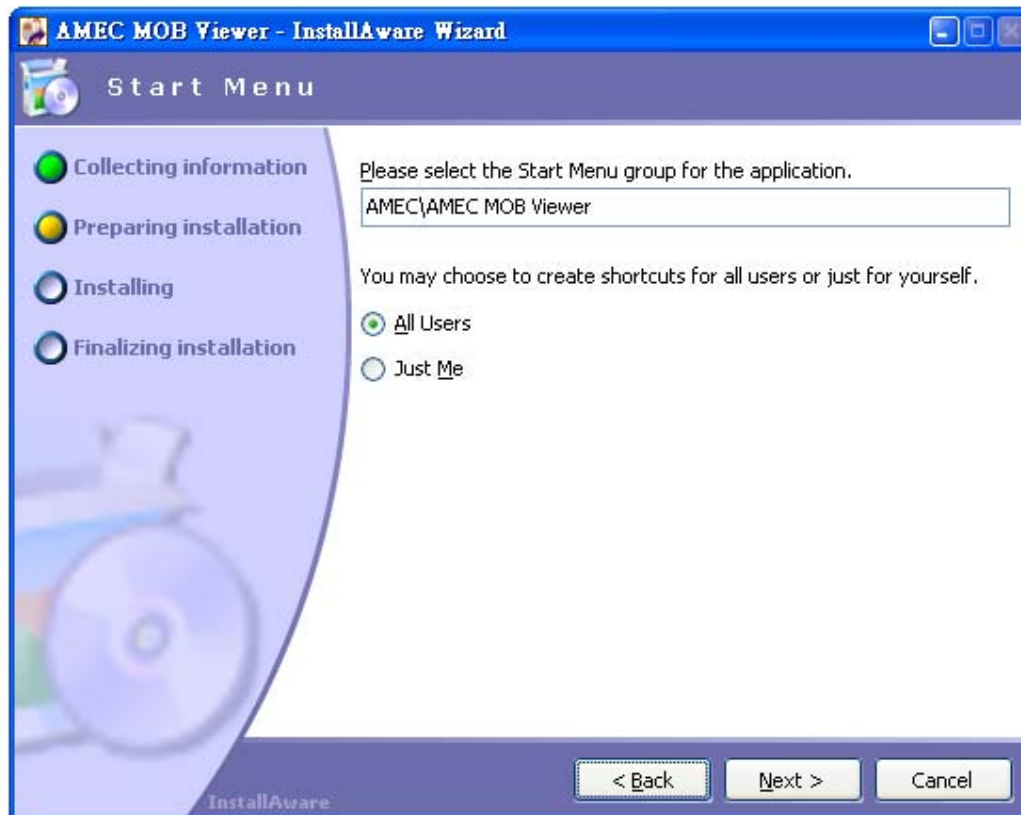 AMEC MOB Viewer - InstallAware Wizard
Start Menu
Collecting information
Preparing installation
Installing
Finalizing installation
Please select the Start Menu group for the application.
AMEC\AMEC MOB Viewer
You may choose to create shortcuts for all users or just for yourself.
All Users
Just Me
InstallAware
< Back
Next >
Cancel